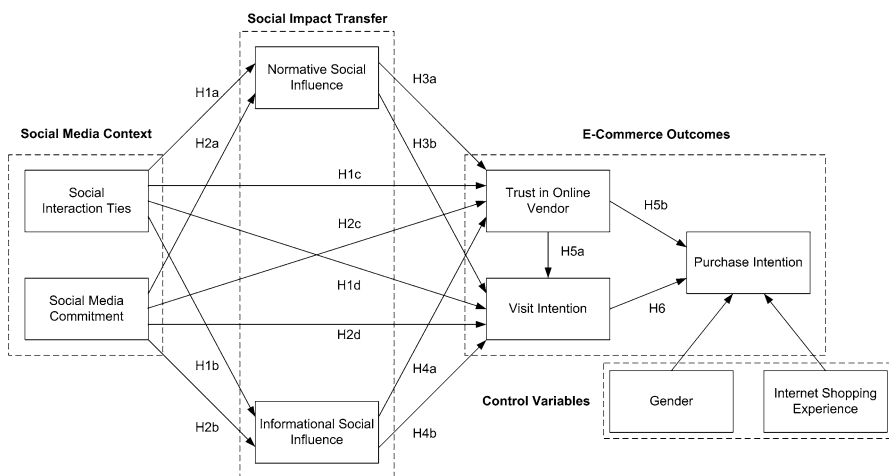 Social Impact Transfer
Normative Social
Influence
H1a
H3a
H2a
H3b
Social Media Context
E-Commerce Outcomes
Social
Interaction Ties
H1c
Trust in Online
Vendor
H2c
H5b
H5a
Purchase Intention
H1d
Social Media
Commitment
Visit Intention
H6
H2d
H1b
H4a
H2b
H4b
Informational Social
Influence
Control Variables
Gender
Internet Shopping
Experience